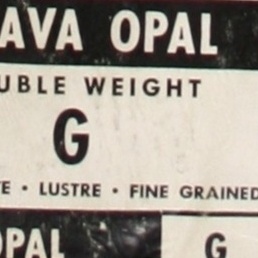 AVA OPAL
UBLE WEIGHT
G
E • LUSTRE • FINE GRAINED
OPAL G